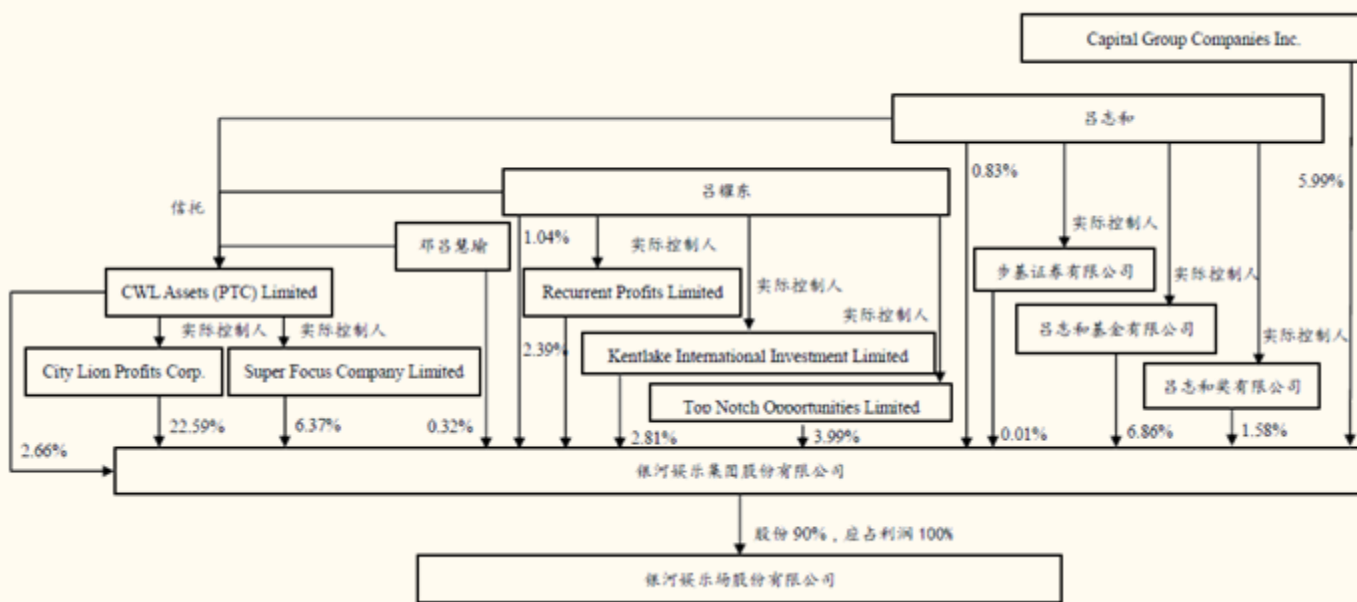 Capital Group Companies Inc.
吕志和
0.83%
5.99%
吕耀东
信托
邓吕慧瑜
1.04%
实际控制人
实际控制人
步基证券有限公司
CWL Assets (PTC) Limited
Recurrent Profits Limited
实际控制人
实际控制人
实际控制人
实际控制人
实际控制人
吕志和基金有限公司
实际控制人
City Lion Profits Corp.
Super Focus Company Limited
2.39%
Kentlake International Investment Limited
吕志和奖有限公司
Top Notch Opportunities Limited
22.59%
6.37%
0.32%
2.81%
3.99%
0.01%
6.86%
1.58%
2.66%
银河娱乐集团股份有限公司
股份 90%，应占利润 100%
银河娱乐场股份有限公司